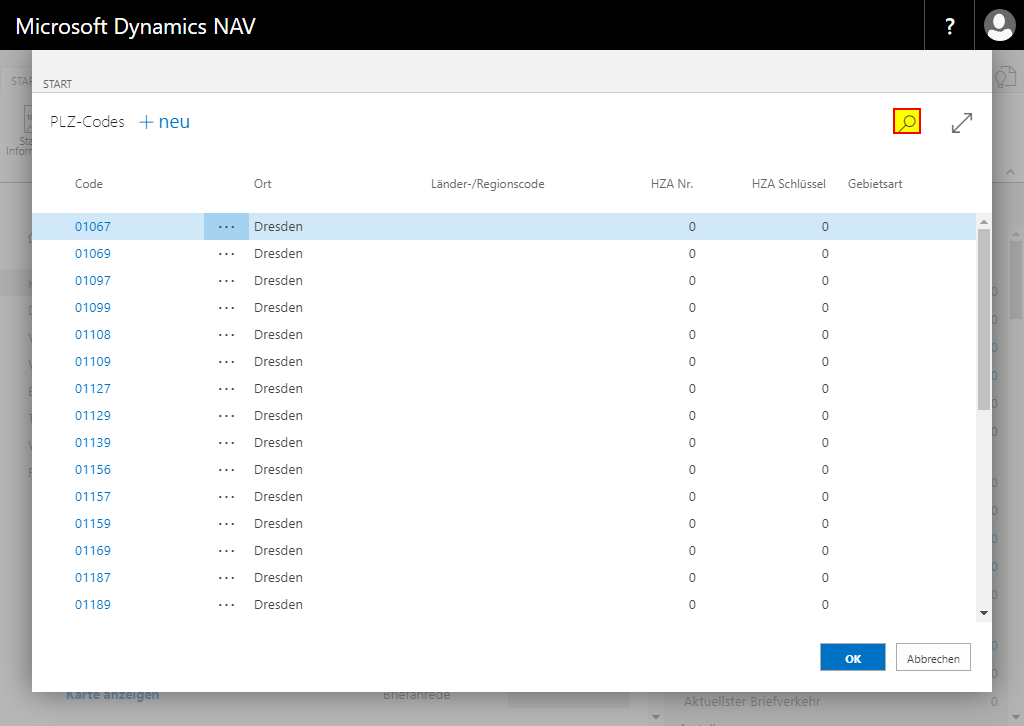 Microsoft Dynamics NAV ?
START
PLZ-Codes + neu
Code Ort Länder-/Regionscode HZA Nr. HZA Schlüssel Gebietsart
01067 ... Dresden 0 0
01069 ... Dresden 0 0
01097 ... Dresden 0 0
01099 ... Dresden 0 0
01108 ... Dresden 0 0
01109 ... Dresden 0 0
01127 ... Dresden 0 0
01129 ... Dresden 0 0
01139 ... Dresden 0 0
01156 ... Dresden 0 0
01157 ... Dresden 0 0
01159 ... Dresden 0 0
01169 ... Dresden 0 0
01187 ... Dresden 0 0
01189 ... Dresden 0 0
OK Abbrechen
Karte anzeigen Briefanrede Aktuellster Briefverkehr 0